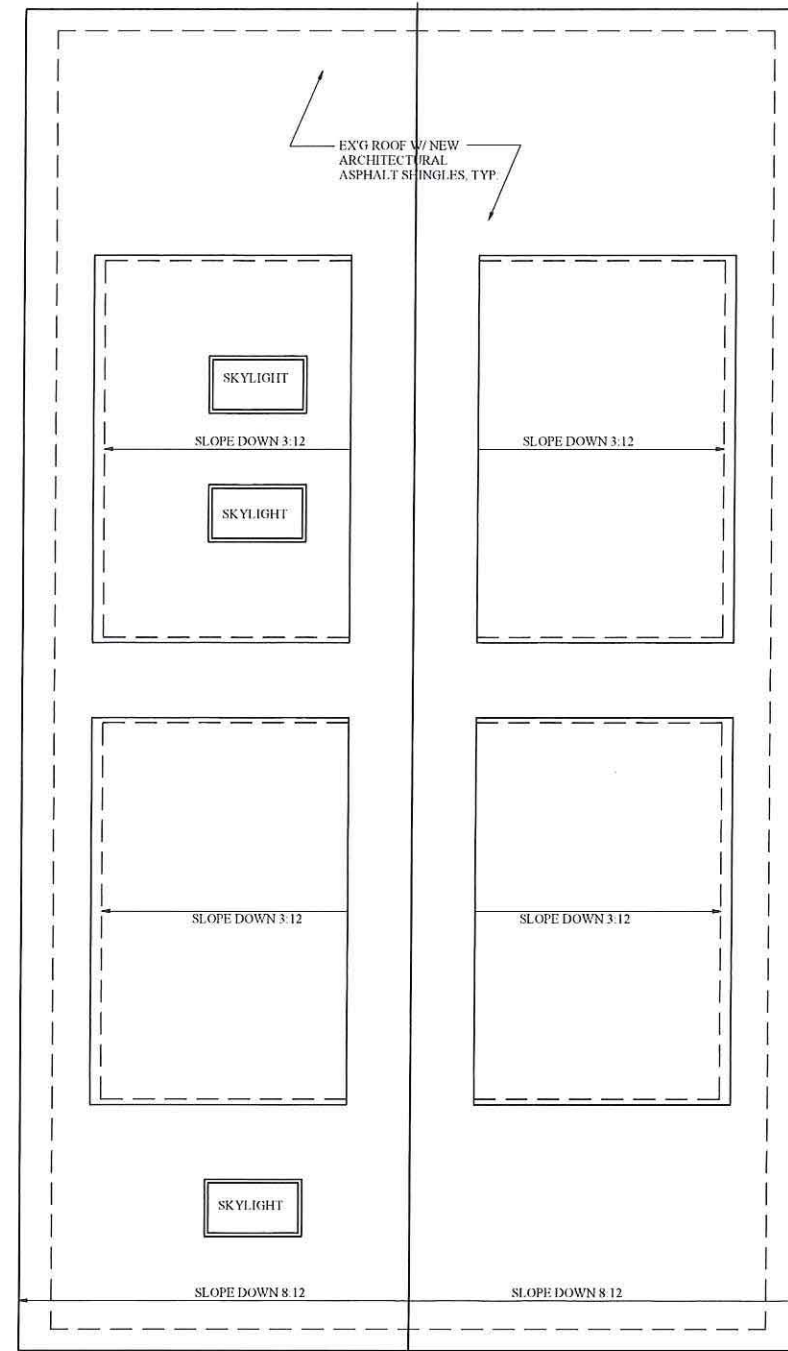 EX'G ROOF W/ NEW
ARCHITECTURAL
ASPHALT SHINGLES, TYP.
SKYLIGHT
SLOPE DOWN 3:12
SLOPE DOWN 3:12
SKYLIGHT
SLOPE DOWN 3:12
SLOPE DOWN 3:12
SKYLIGHT
SLOPE DOWN 8:12
SLOPE DOWN 8:12